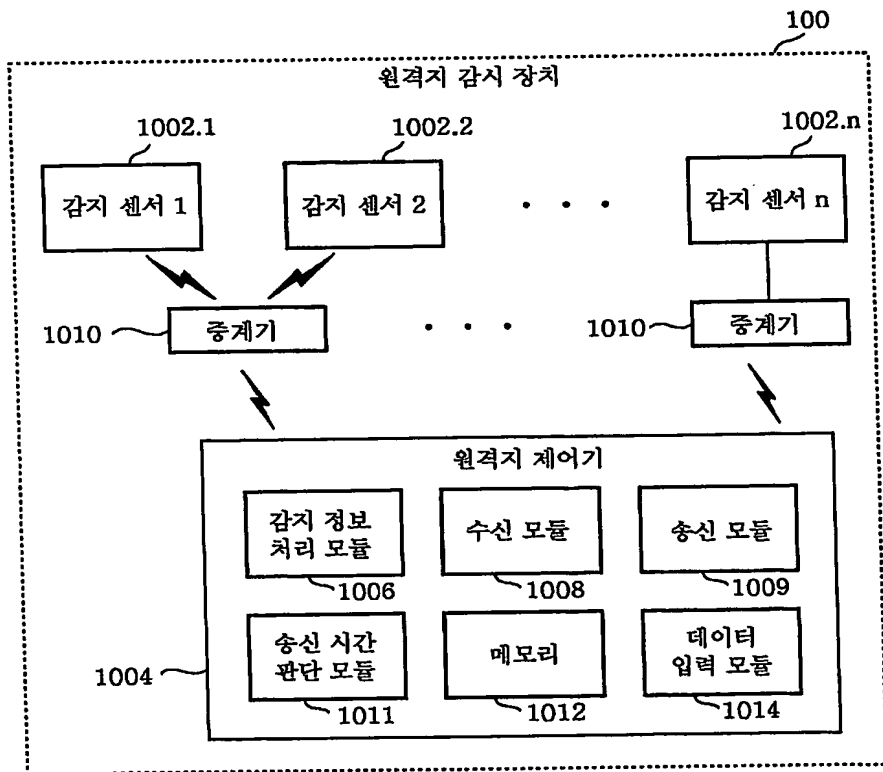 100
원격지 감시 장치
1002.1
1002.2
1002.n
감지 센서 1
감지 센서 2
감지 센서 n
1010
중계기
1010
중계기
원격지 제어기
감지 정보
처리 모듈
1006
수신 모듈
1008
송신 모듈
1009
1004
송신 시간
판단 모듈
1011
메모리
1012
데이터
입력 모듈
1014